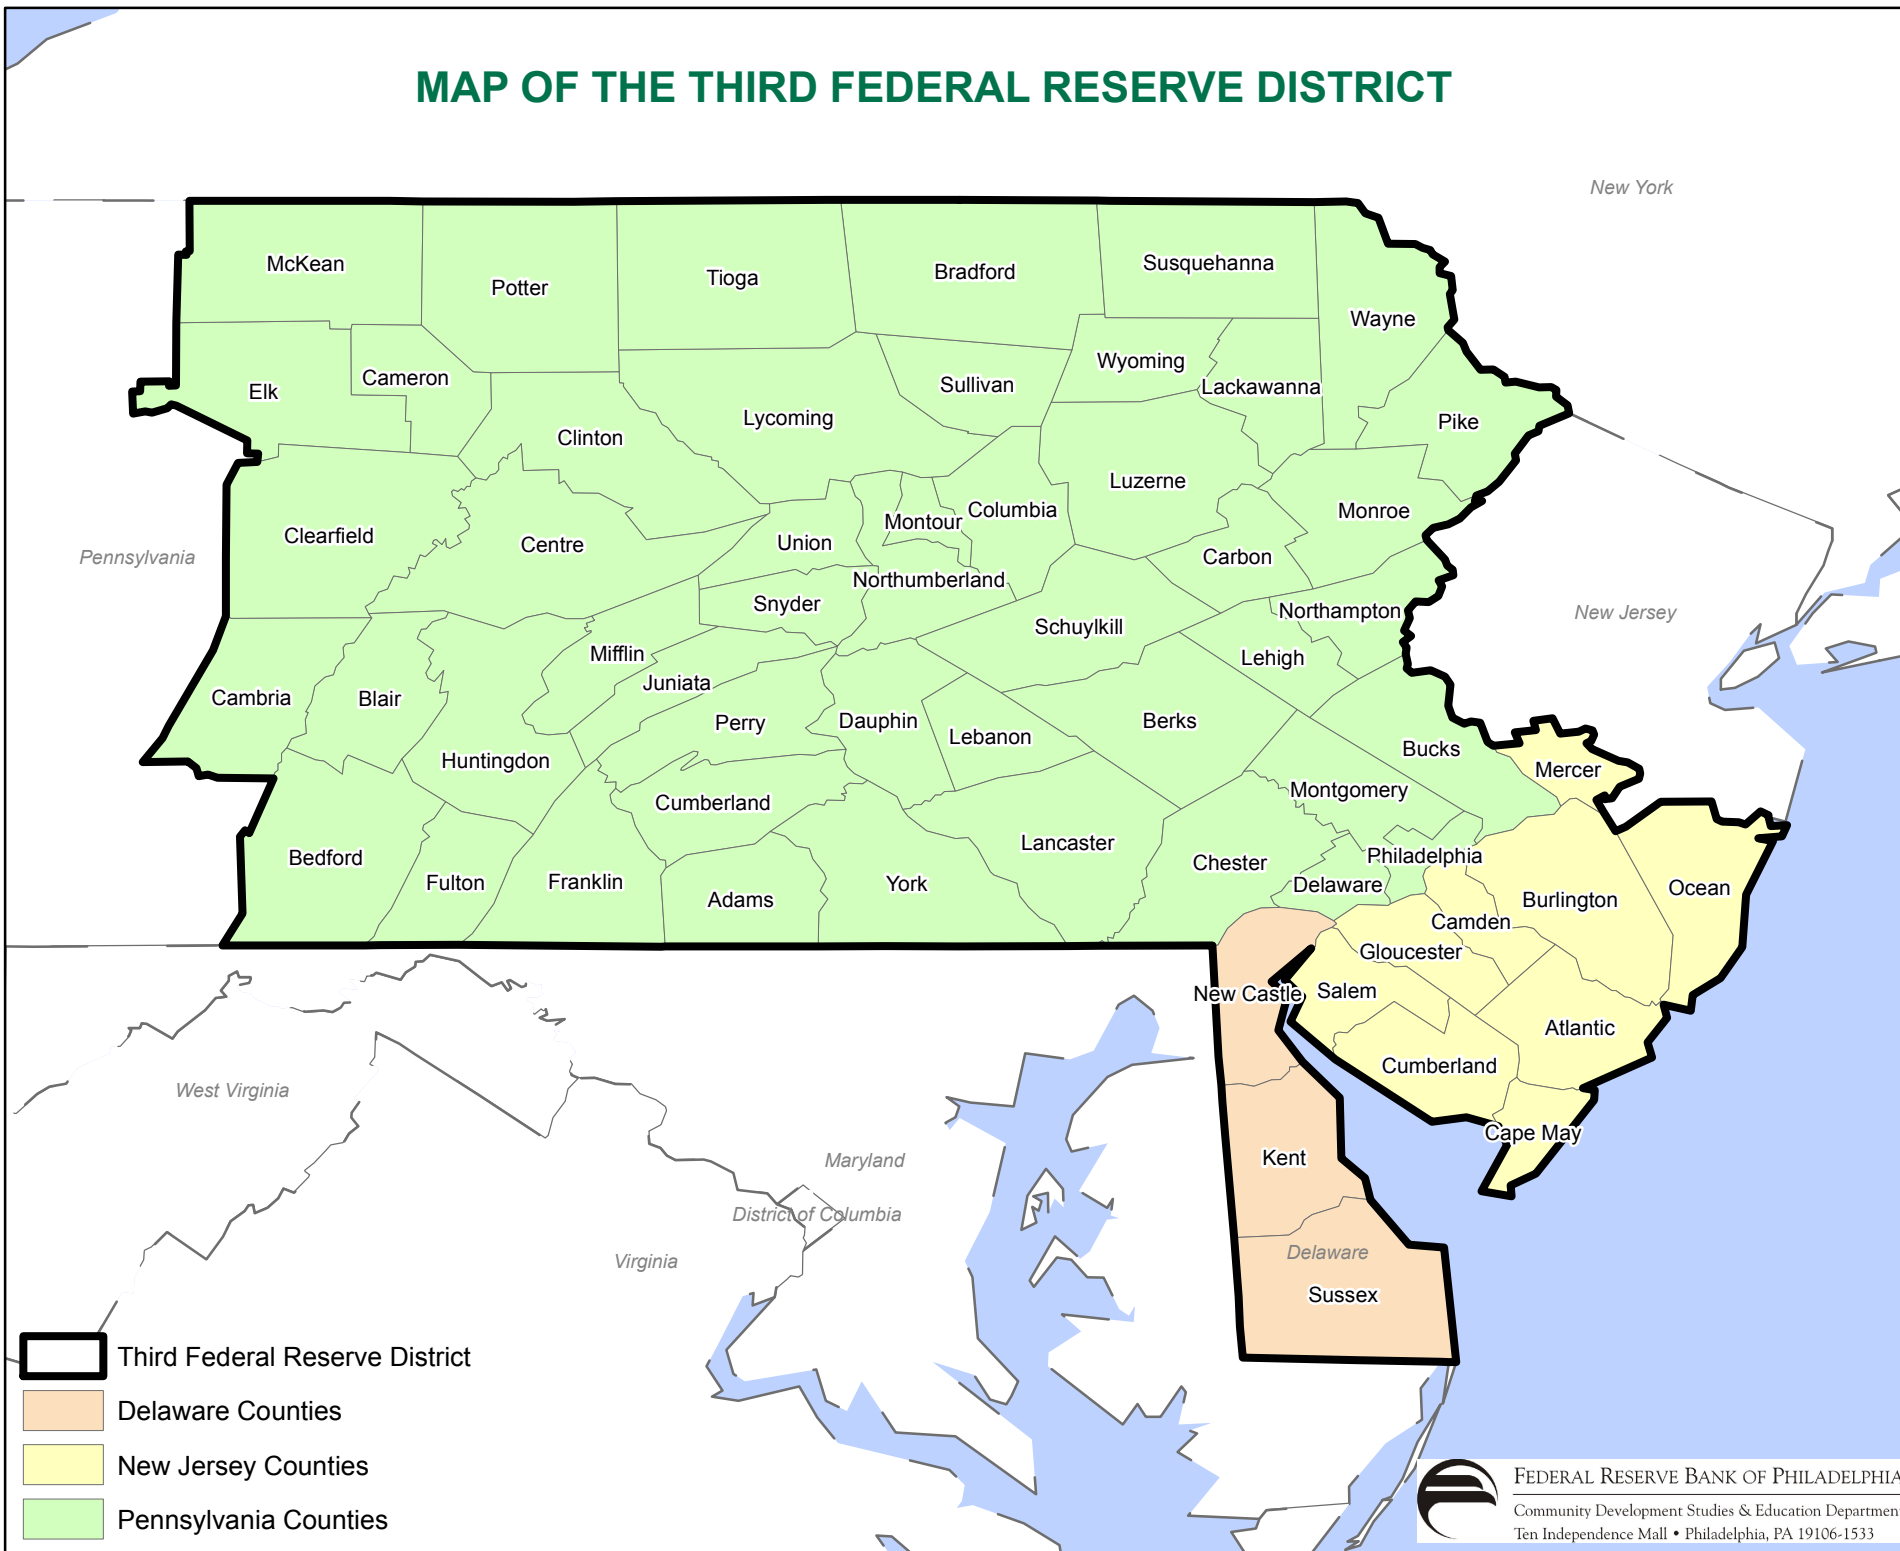 MAP OF THE THIRD FEDERAL RESERVE DISTRICT
New York
McKean
Potter
Tioga
Bradford
Susquehanna
Wayne
Elk
Cameron
Clinton
Lycoming
Sullivan
Wyoming
Lackawanna
Pike
Pennsylvania
Clearfield
Centre
Union
Montour
Columbia
Luzerne
Carbon
Monroe
New Jersey
Snyder
Northumberland
Schuylkill
Northampton
Lehigh
Cambria
Blair
Huntingdon
Mifflin
Juniata
Perry
Dauphin
Lebanon
Berks
Bucks
Mercer
Montgomery
Cumberland
Bedford
Fulton
Franklin
Adams
York
Lancaster
Chester
Delaware
Philadelphia
Burlington
Ocean
Camden
Gloucester
New Castle
Salem
Atlantic
Cumberland
Cape May
West Virginia
Maryland
District of Columbia
Virginia
Kent
Delaware
Sussex
Third Federal Reserve District
Delaware Counties
New Jersey Counties
Pennsylvania Counties
FEDERAL RESERVE BANK OF PHILADELPHIA
Community Development Studies & Education Departmen
Ten Independence Mall • Philadelphia, PA 19106-1533